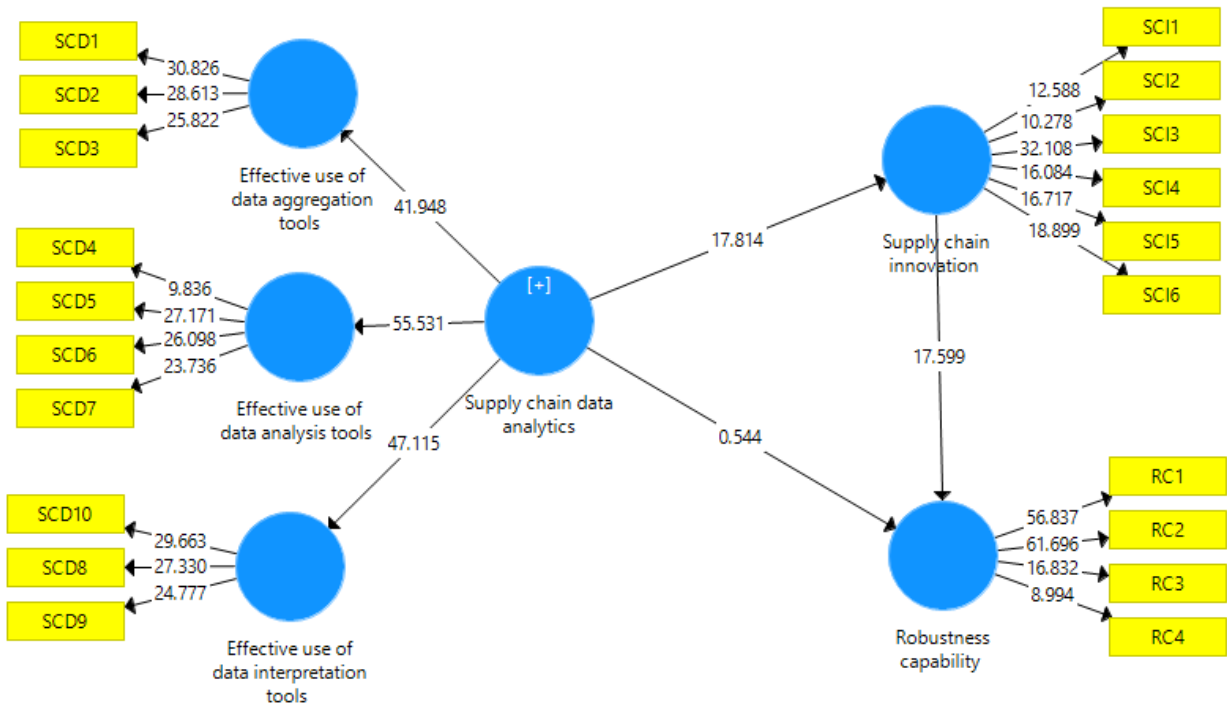 SCD1
SCD2
SCD3
30.826
28.613
25.822
Effective use of
data aggregation
tools
41.948
SCD4
SCD5
SCD6
SCD7
9.836
27.171
26.098
23.736
Effective use of
data analysis tools
55.531
SCD10
SCD8
SCD9
29.663
27.330
24.777
Effective use of
data interpretation
tools
47.115
[+]
Supply chain data
analytics
17.814
0.544
Supply chain
innovation
12.588
10.278
32.108
16.084
16.717
18.899
SCI1
SCI2
SCI3
SCI4
SCI5
SCI6
17.599
Robustness
capability
56.837
61.696
16.832
8.994
RC1
RC2
RC3
RC4